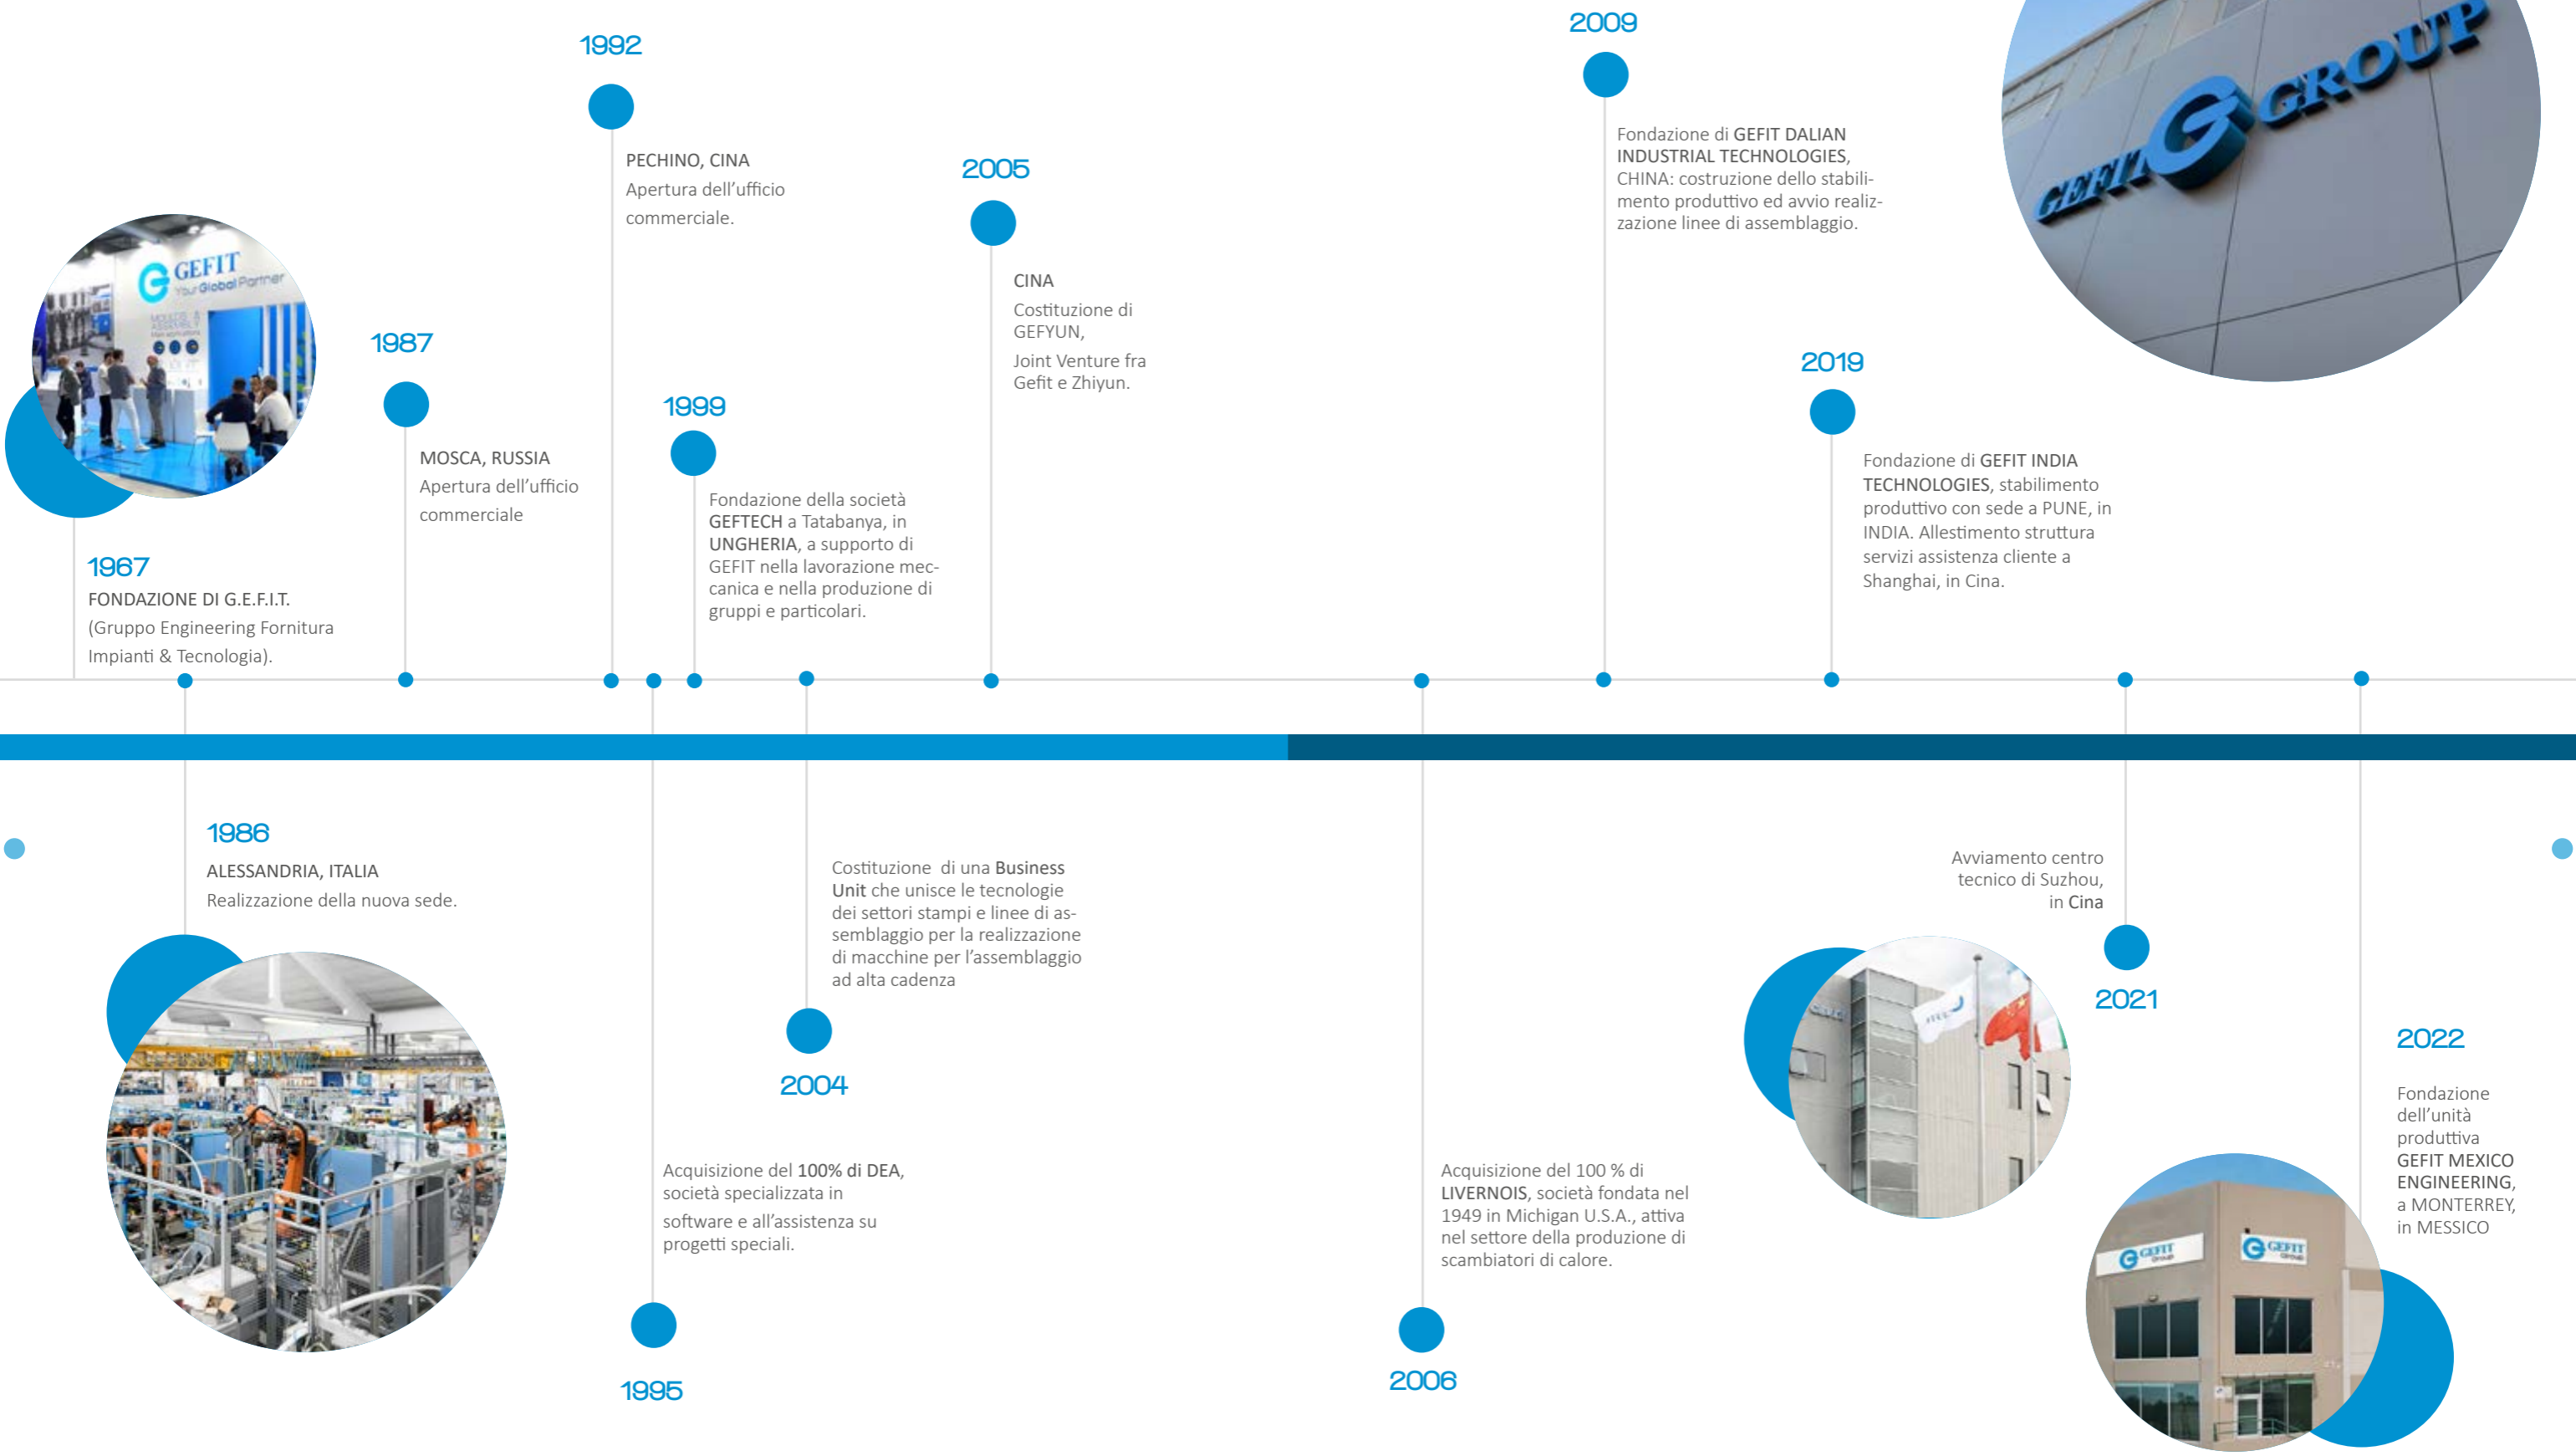 1967
FONDAZIONE DI G.E.F.I.T.
(Gruppo Engineering Fornitura
Impianti & Tecnologia).
GEFIT
Your Global Partner
1986
ALESSANDRIA, ITALIA
Realizzazione della nuova sede.
1987
MOSCA, RUSSIA
Apertura dell’ufficio
commerciale
1992
PECHINO, CINA
Apertura dell’ufficio
commerciale.
Acquisizione del 100% di DEA,
società specializzata in
software e all’assistenza su
progetti speciali.
1995
1999
Fondazione della società
GEFTECH a Tatabanya, in
UNGHERIA, a supporto di
GEFIT nella lavorazione mec-
canica e nella produzione di
gruppi e particolari.
Costituzione di una Business
Unit che unisce le tecnologie
dei settori stampi e linee di as-
semblaggio per la realizzazione
di macchine per l’assemblaggio
ad alta cadenza
2004
2005
CINA
Costituzione di
GEFYUN,
Joint Venture fra
Gefit e Zhiyun.
Acquisizione del 100 % di
LIVERNOIS, società fondata nel
1949 in Michigan U.S.A., attiva
nel settore della produzione di
scambiatori di calore.
2006
2009
Fondazione di GEFIT DALIAN
INDUSTRIAL TECHNOLOGIES,
CHINA: costruzione dello stabili-
mento produttivo ed avvio realiz-
zazione linee di assemblaggio.
2019
Fondazione di GEFIT INDIA
TECHNOLOGIES, stabilimento
produttivo con sede a PUNE, in
INDIA. Allestimento struttura
servizi assistenza cliente a
Shanghai, in Cina.
GEFIT G GROUP
Avviamento centro
tecnico di Suzhou,
in Cina
2021
2022
Fondazione
dell’unità
produttiva
GEFIT MEXICO
ENGINEERING,
a MONTERREY,
in MESSICO
GEFIT
Group
GEFIT
Group